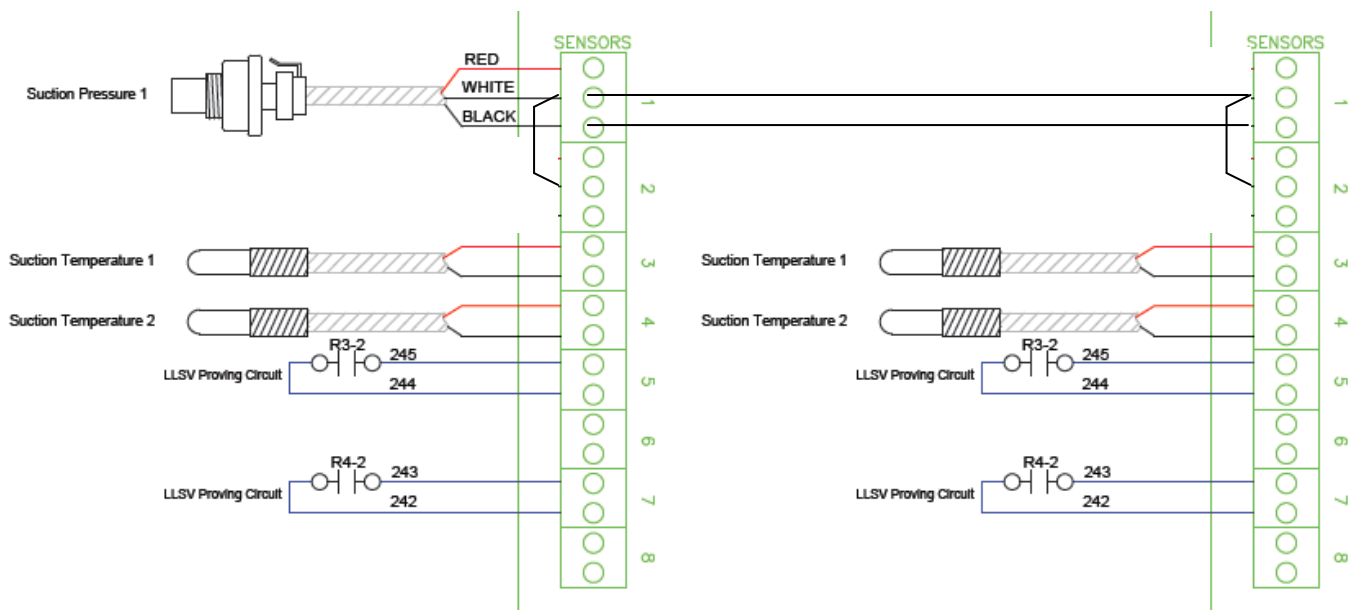 SENSORS
SENSORS
RED
Suction Pressure 1
WHITE
1
1
BLACK
2
2
Suction Temperature 1
3
Suction Temperature 1
3
Suction Temperature 2
4
Suction Temperature 2
4
R3-2
245
R3-2
245
LLSV Proving Circuit
244
5
LLSV Proving Circuit
244
5
6
6
R4-2
243
R4-2
243
LLSV Proving Circuit
242
7
LLSV Proving Circuit
242
7
8
8